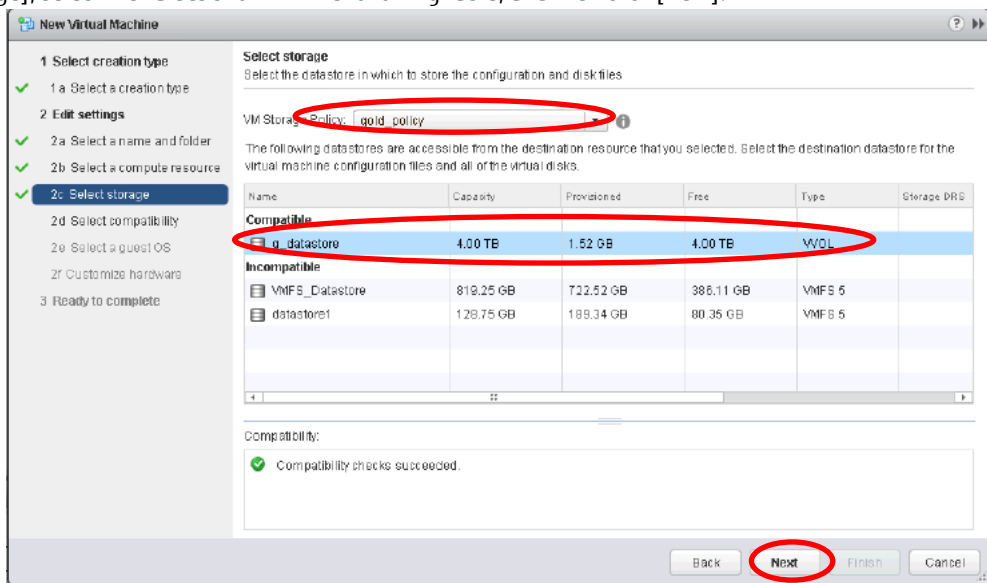 New Virtual Machine
1 Select creation type
1a Select a creation type
2 Edit settings
2a Select a name and folder
2b Select a compute resource
2c Select storage
2d Select compatibility
2e Select a guest OS
2f Customize hardware
3 Ready to complete
Select storage
Select the datastore in which to store the configuration and disk files
VM Storage Policy: gold_policy
The following datastores are accessible from the destination resource that you selected. Select the destination datastore for the
virtual machine configuration files and all of the virtual disks.
Name Capacity Provisioned Free Type Storage DRS
Compatible
g_datastore 4.00 TB 1.52 GB 4.00 TB VVOL
Incompatible
VMFS_Datastore 819.25 GB 722.52 GB 386.11 GB VMFS 5
datastore1 128.75 GB 189.34 GB 80.35 GB VMFS 5
Compatibility:
Compatibility checks succeeded.
Back Next Finish Cancel